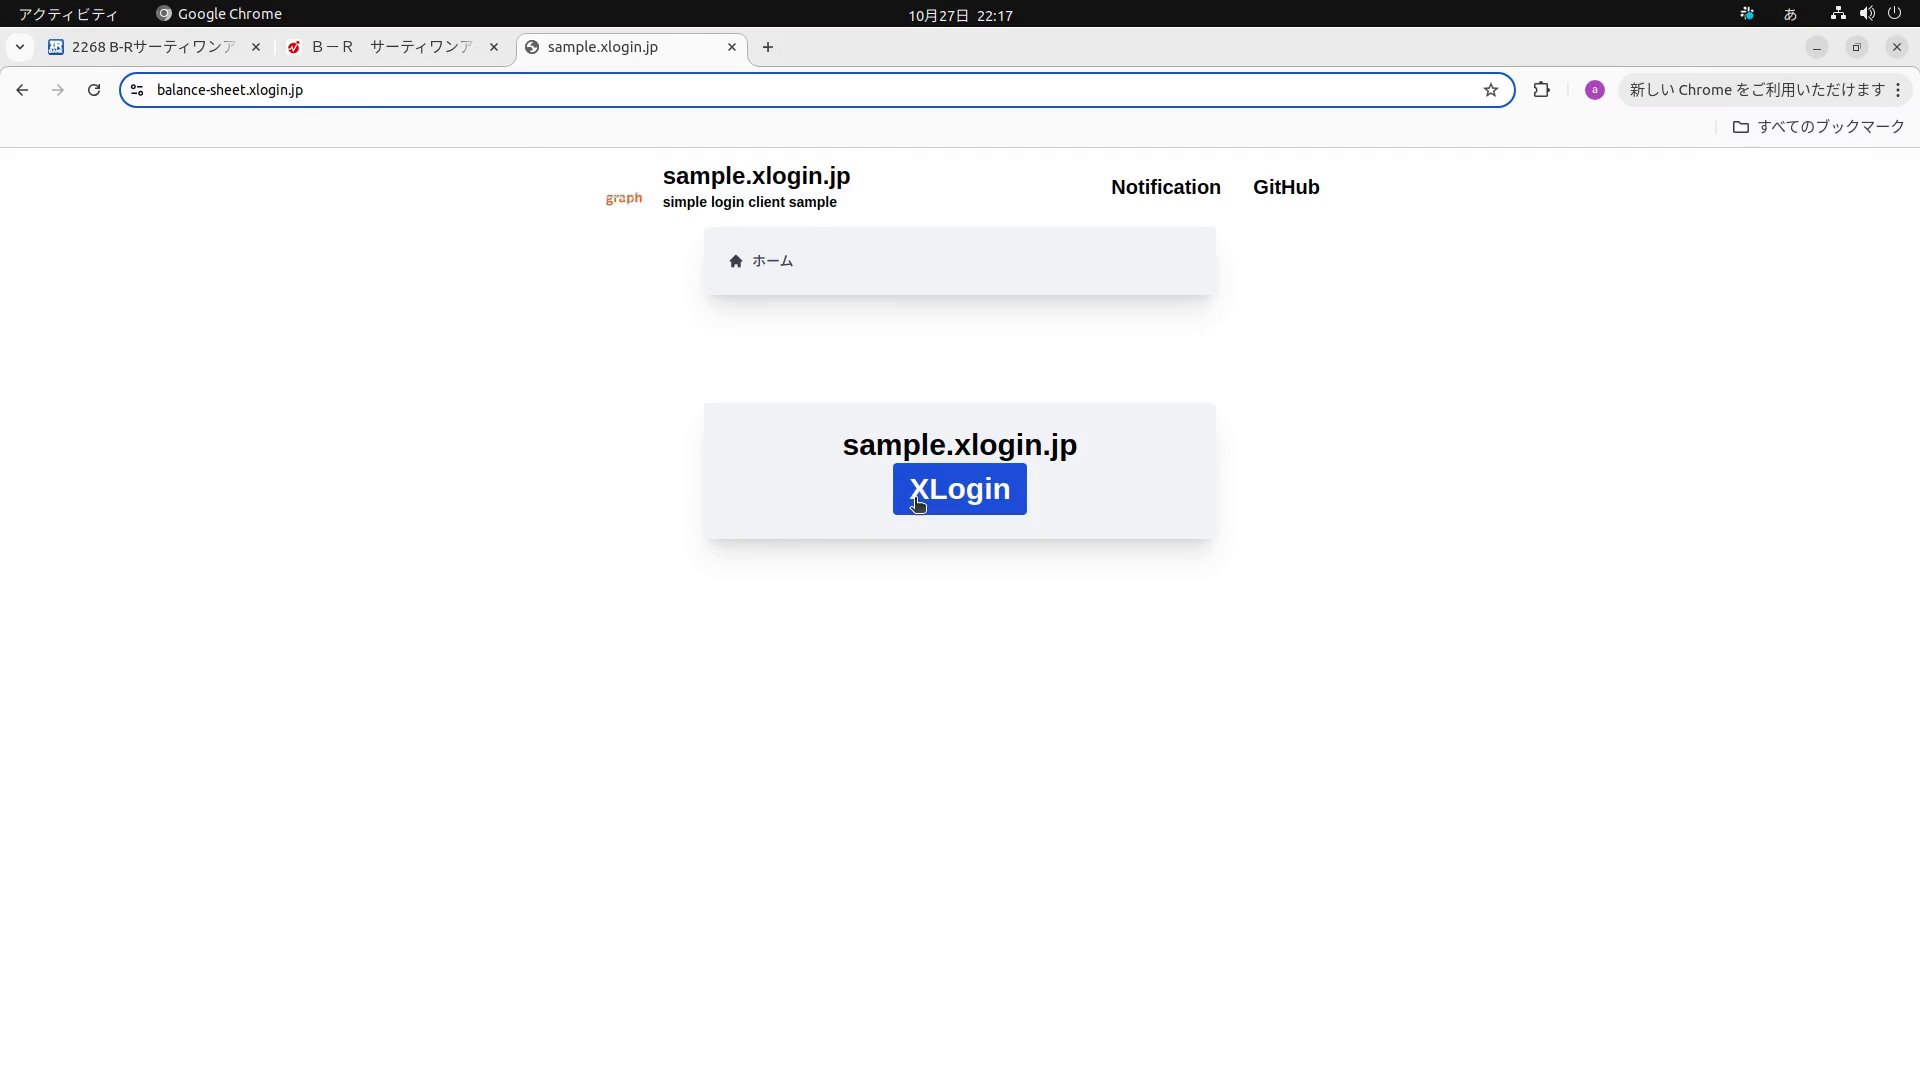 アクティビティ Google Chrome 10月27日 22:17 あ
2268 B-Rサーティワンア B－R サーティワンア sample.xlogin.jp
balance-sheet.xlogin.jp a 新しい Chrome をご利用いただけます
すべてのブックマーク
sample.xlogin.jp
simple login client sample
graph
Notification GitHub
ホーム
sample.xlogin.jp
XLogin